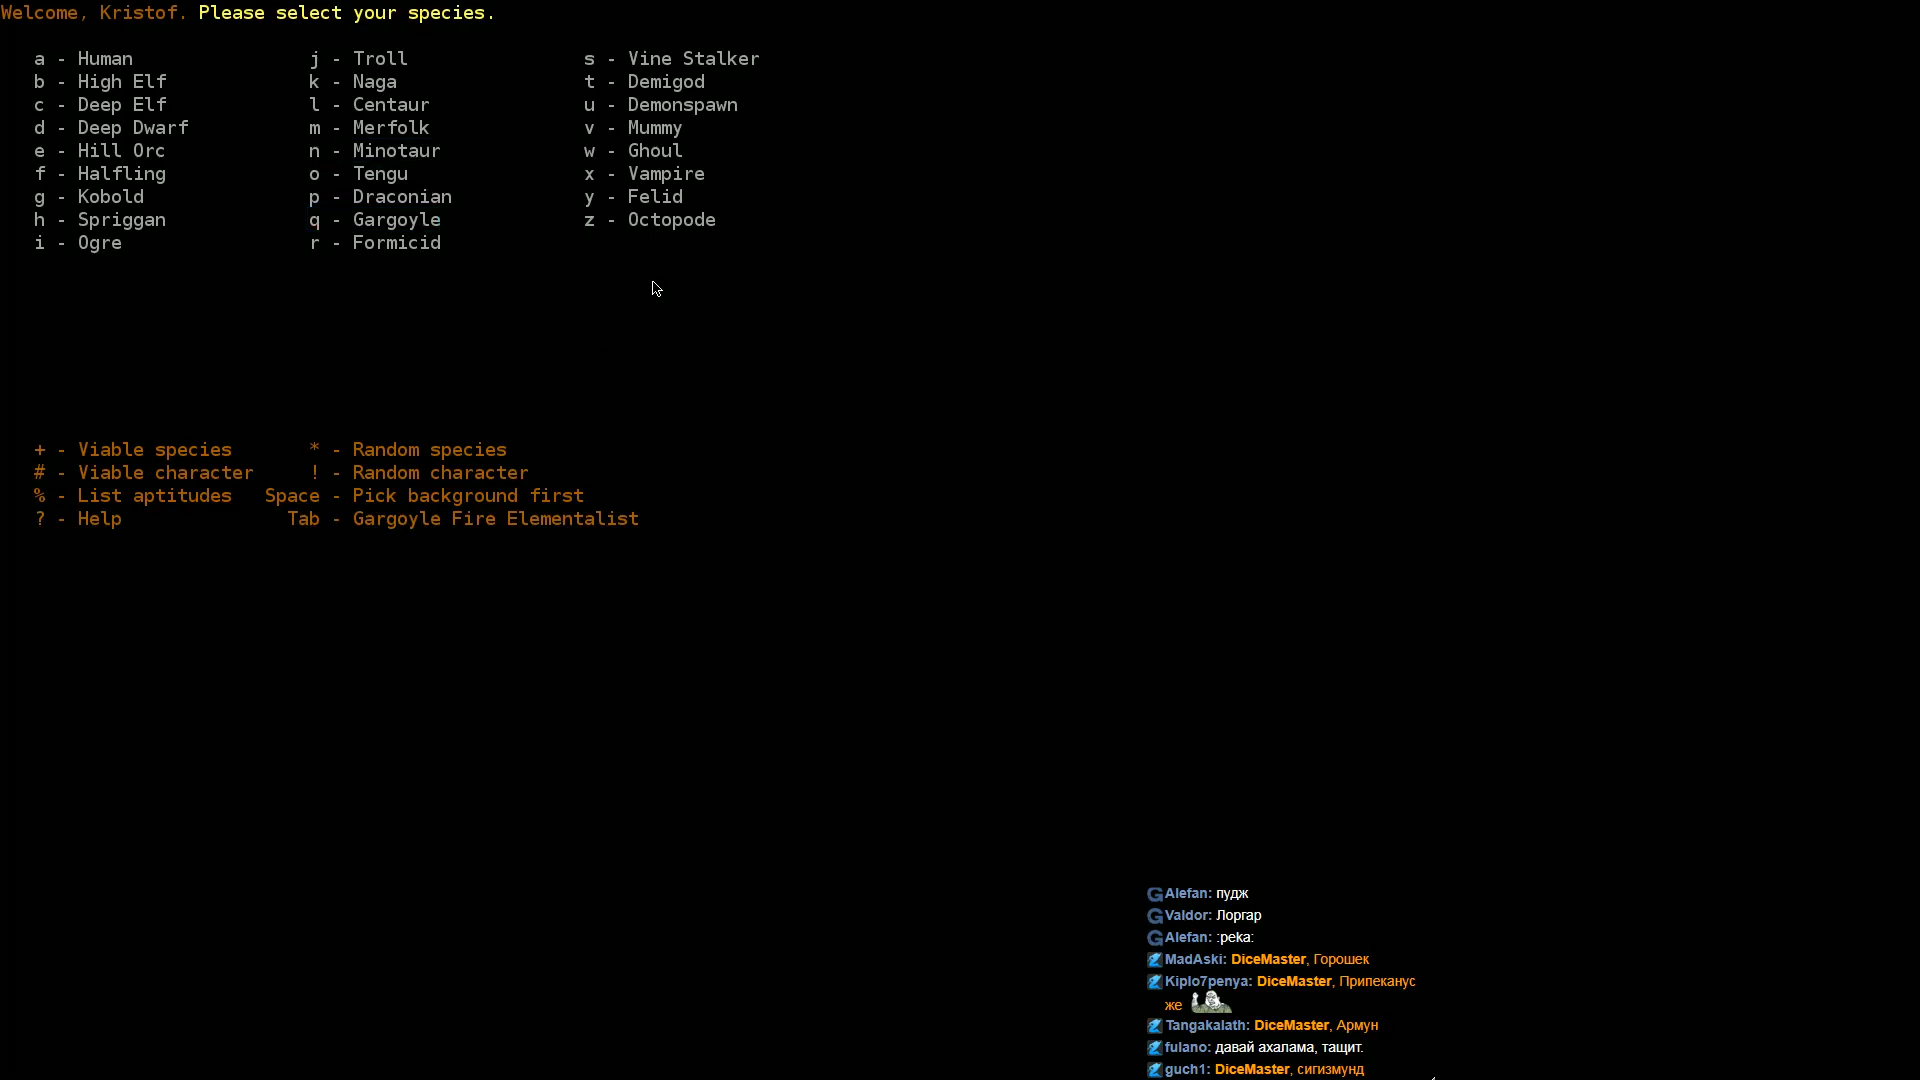 Welcome, Kristof. Please select your species.
a - Human j - Troll s - Vine Stalker
b - High Elf k - Naga t - Demigod
c - Deep Elf l - Centaur u - Demonspawn
d - Deep Dwarf m - Merfolk v - Mummy
e - Hill Orc n - Minotaur w - Ghoul
f - Halfling o - Tengu x - Vampire
g - Kobold p - Draconian y - Felid
h - Spriggan q - Gargoyle z - Octopode
i - Ogre r - Formicid
+ - Viable species * - Random species
# - Viable character ! - Random character
% - List aptitudes Space - Pick background first
? - Help Tab - Gargoyle Fire Elementalist
Alefan: пудж
Valdor: Лоргар
Alefan: :peka:
MadAski: DiceMaster, Горошек
Kiplo7penya: DiceMaster, Припеканус
же
Tangakalath: DiceMaster, Армун
fulano: давай ахалама, тащит.
guch1: DiceMaster, сигизмунд